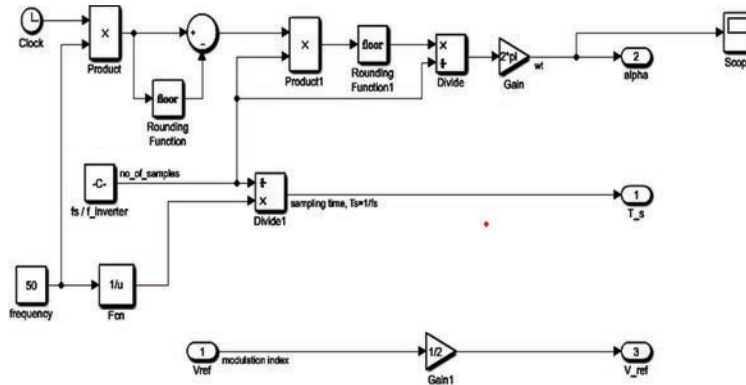 Clock
X
Product
+
-
floor
Rounding
Function
X
Product1
floor
Rounding
Function1
X
÷
Divide
2*pi
Gain
wt
2
alpha
Scop
-C-
fs / f_inverter
no_of_samples
÷
X
Divide1
sampling time, Ts=1/fs
1
T_s
50
frequency
1/u
Fcn
1
Vref
modulation index
1/2
Gain1
3
V_ref